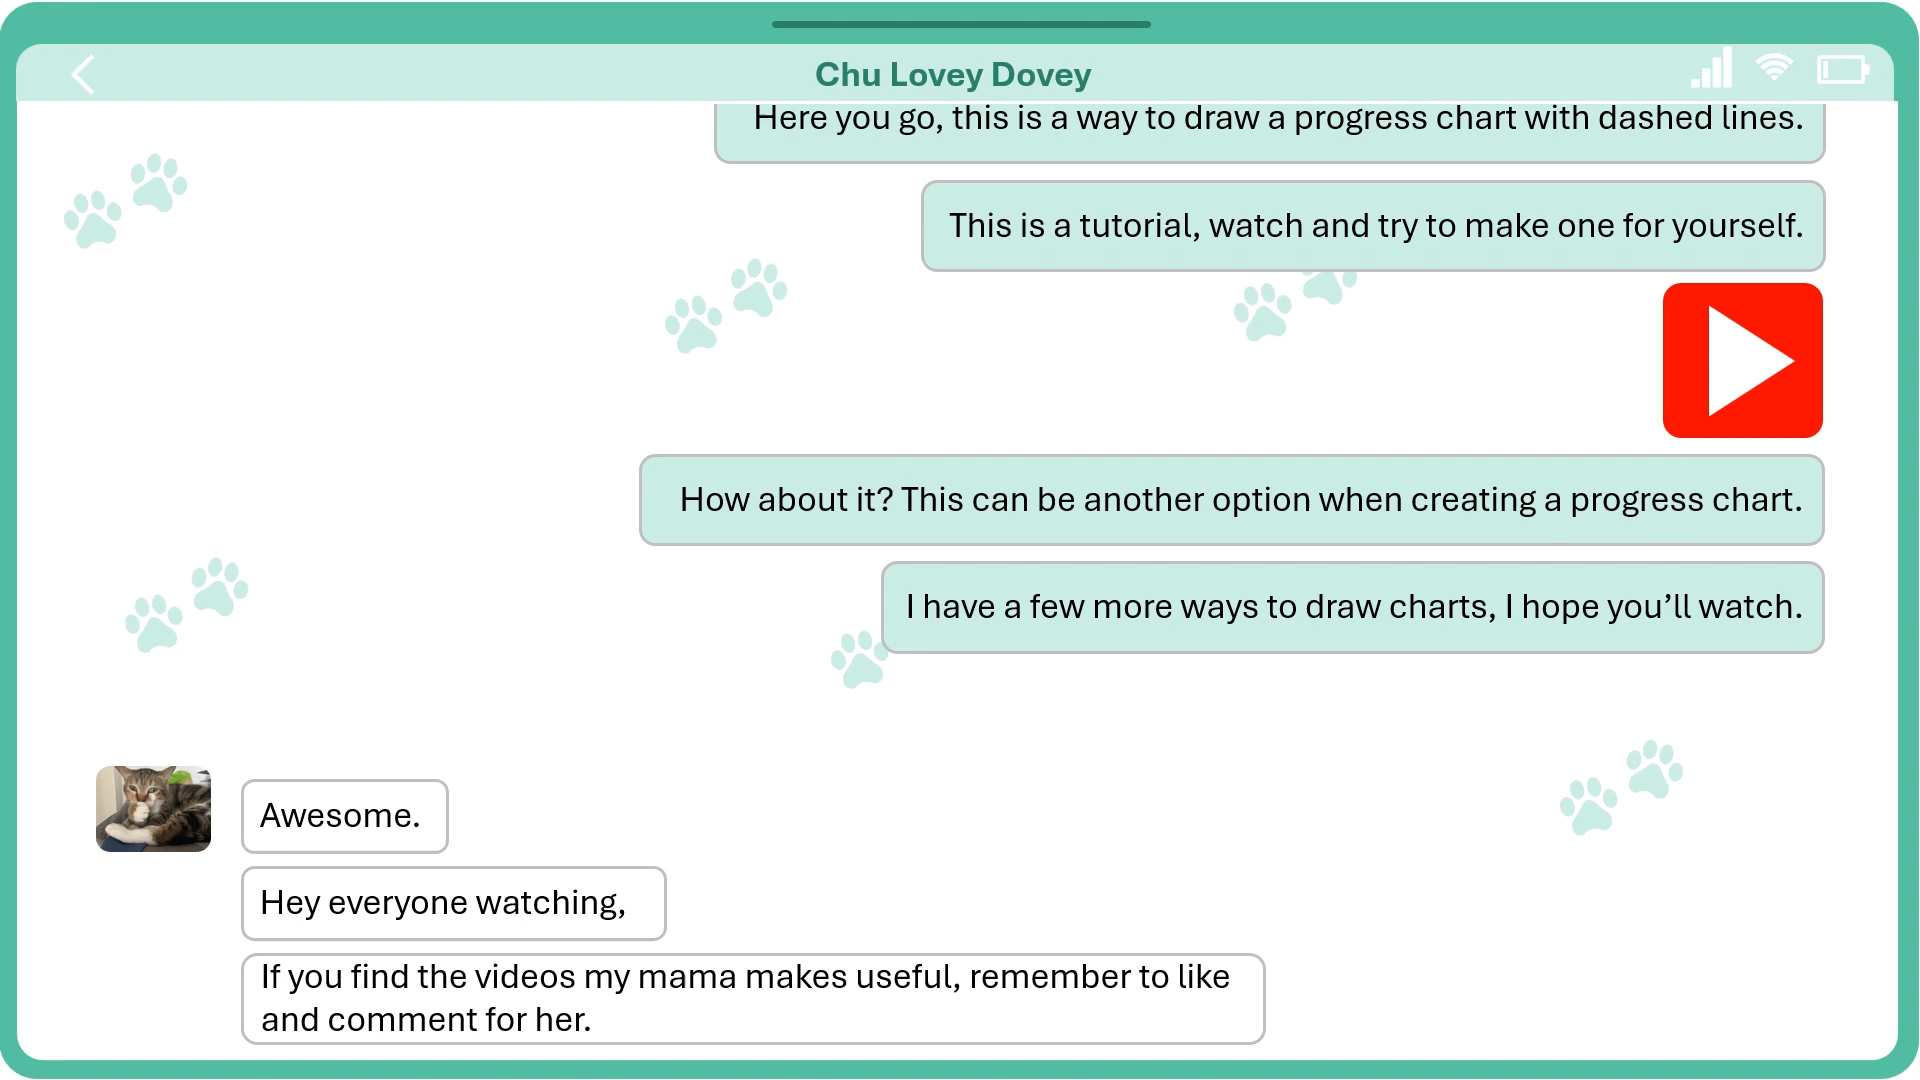 Chu Lovey Dovey
Here you go, this is a way to draw a progress chart with dashed lines.
This is a tutorial, watch and try to make one for yourself.
How about it? This can be another option when creating a progress chart.
I have a few more ways to draw charts, I hope you’ll watch.
Awesome.
Hey everyone watching,
If you find the videos my mama makes useful, remember to like
and comment for her.